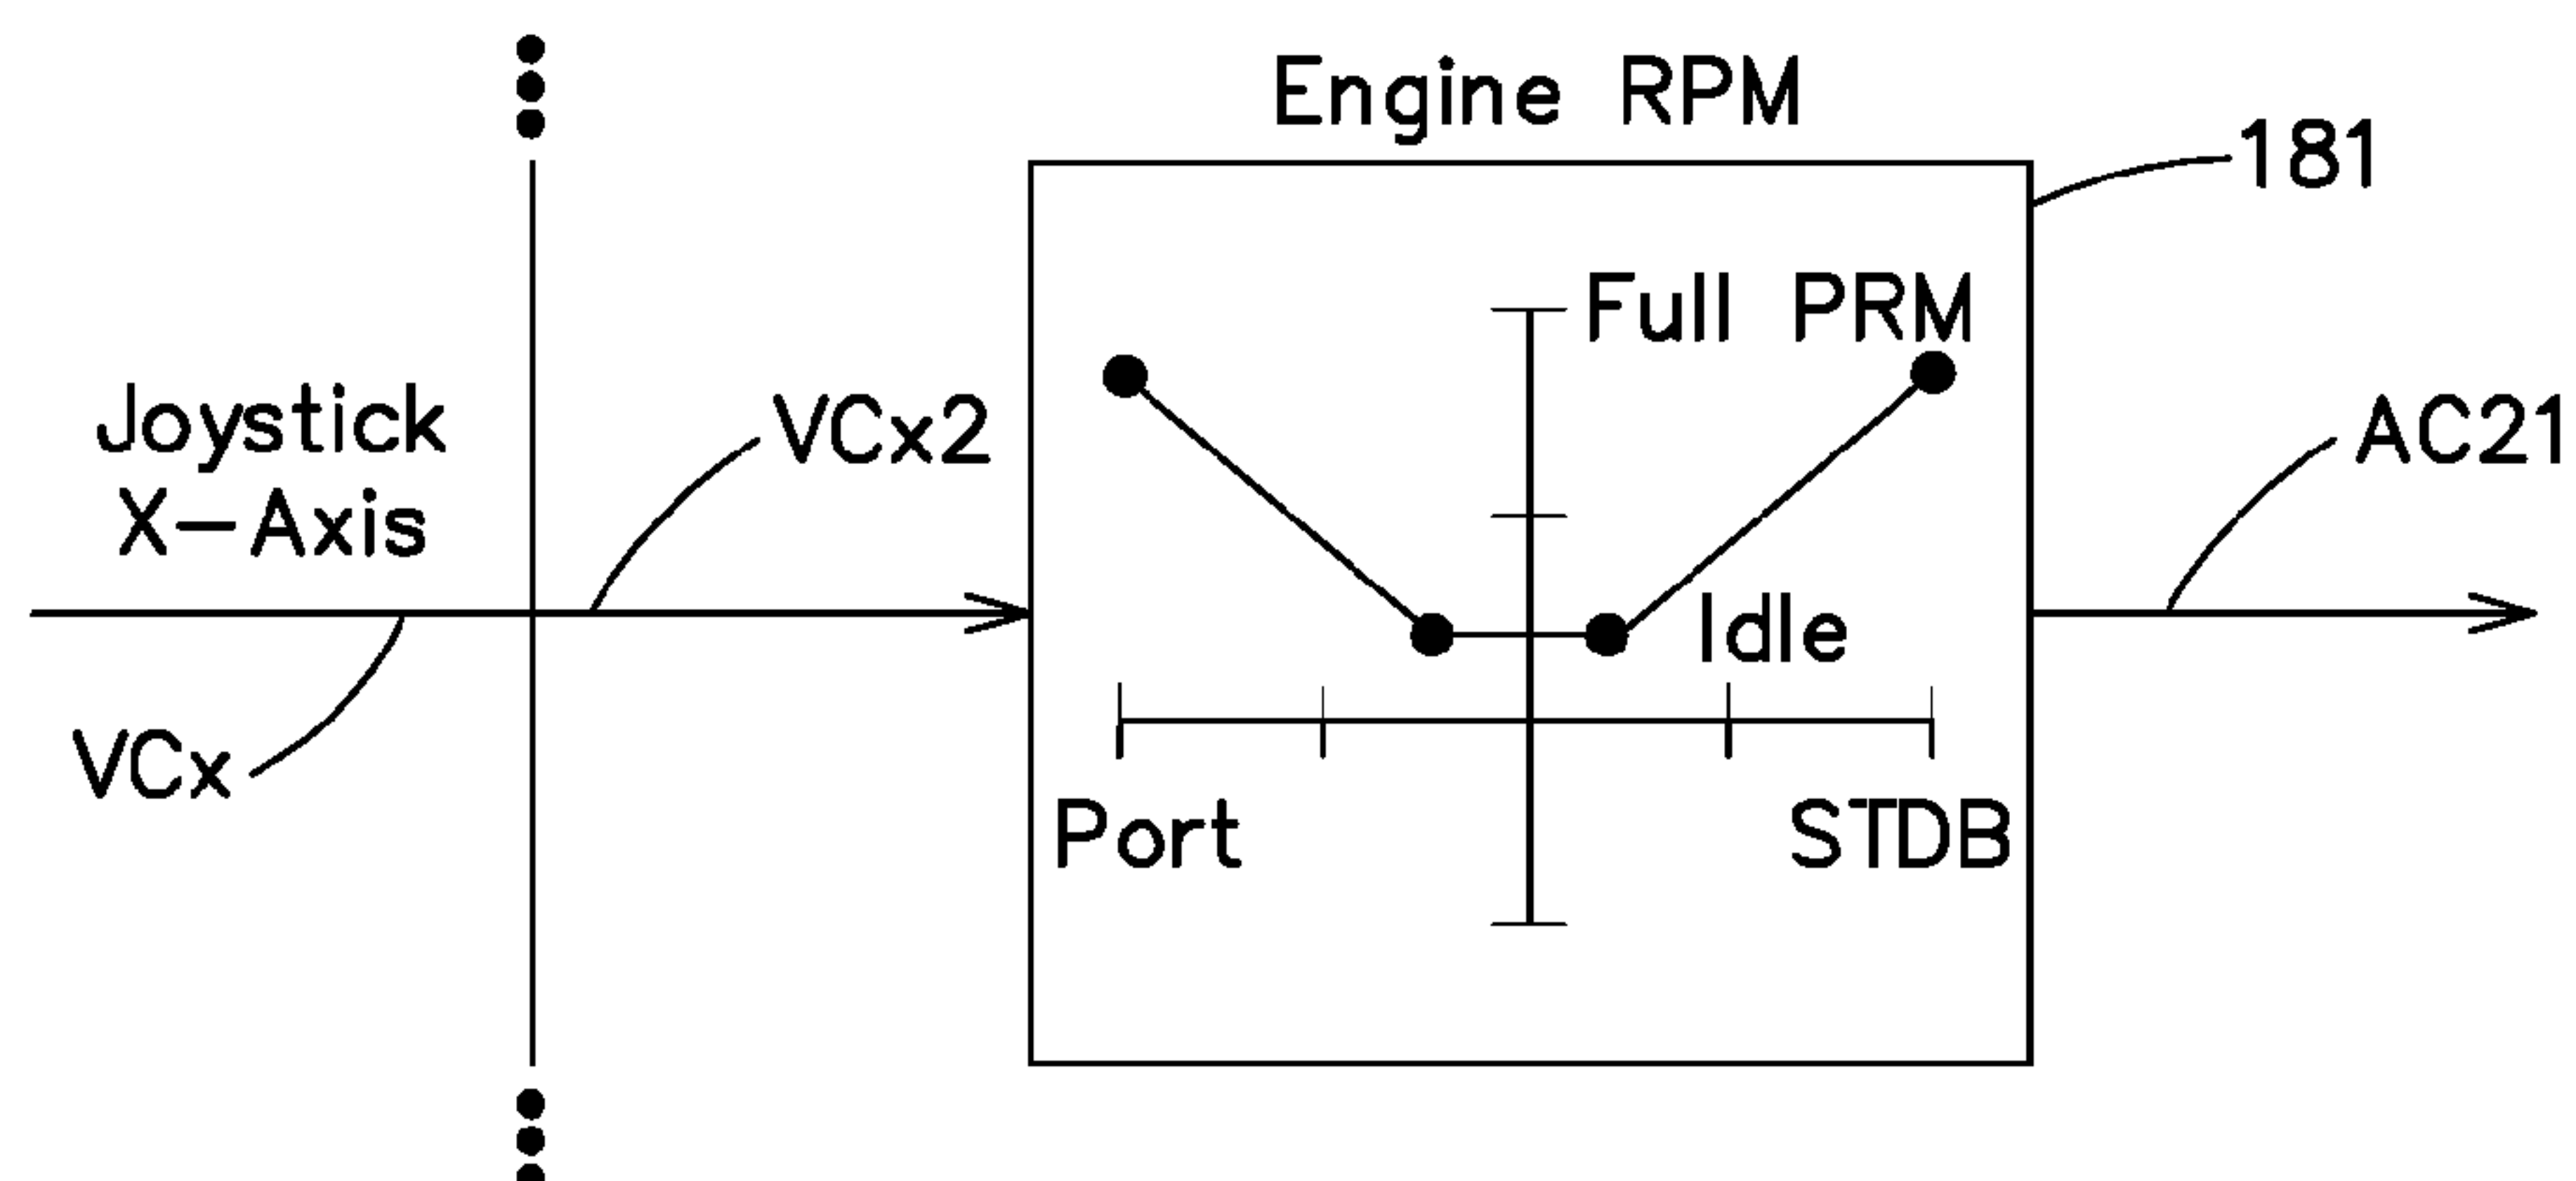 Engine RPM
181
Full PRM
Joystick
X-Axis
VCx2
AC21
Idle
VCx
Port
STDB